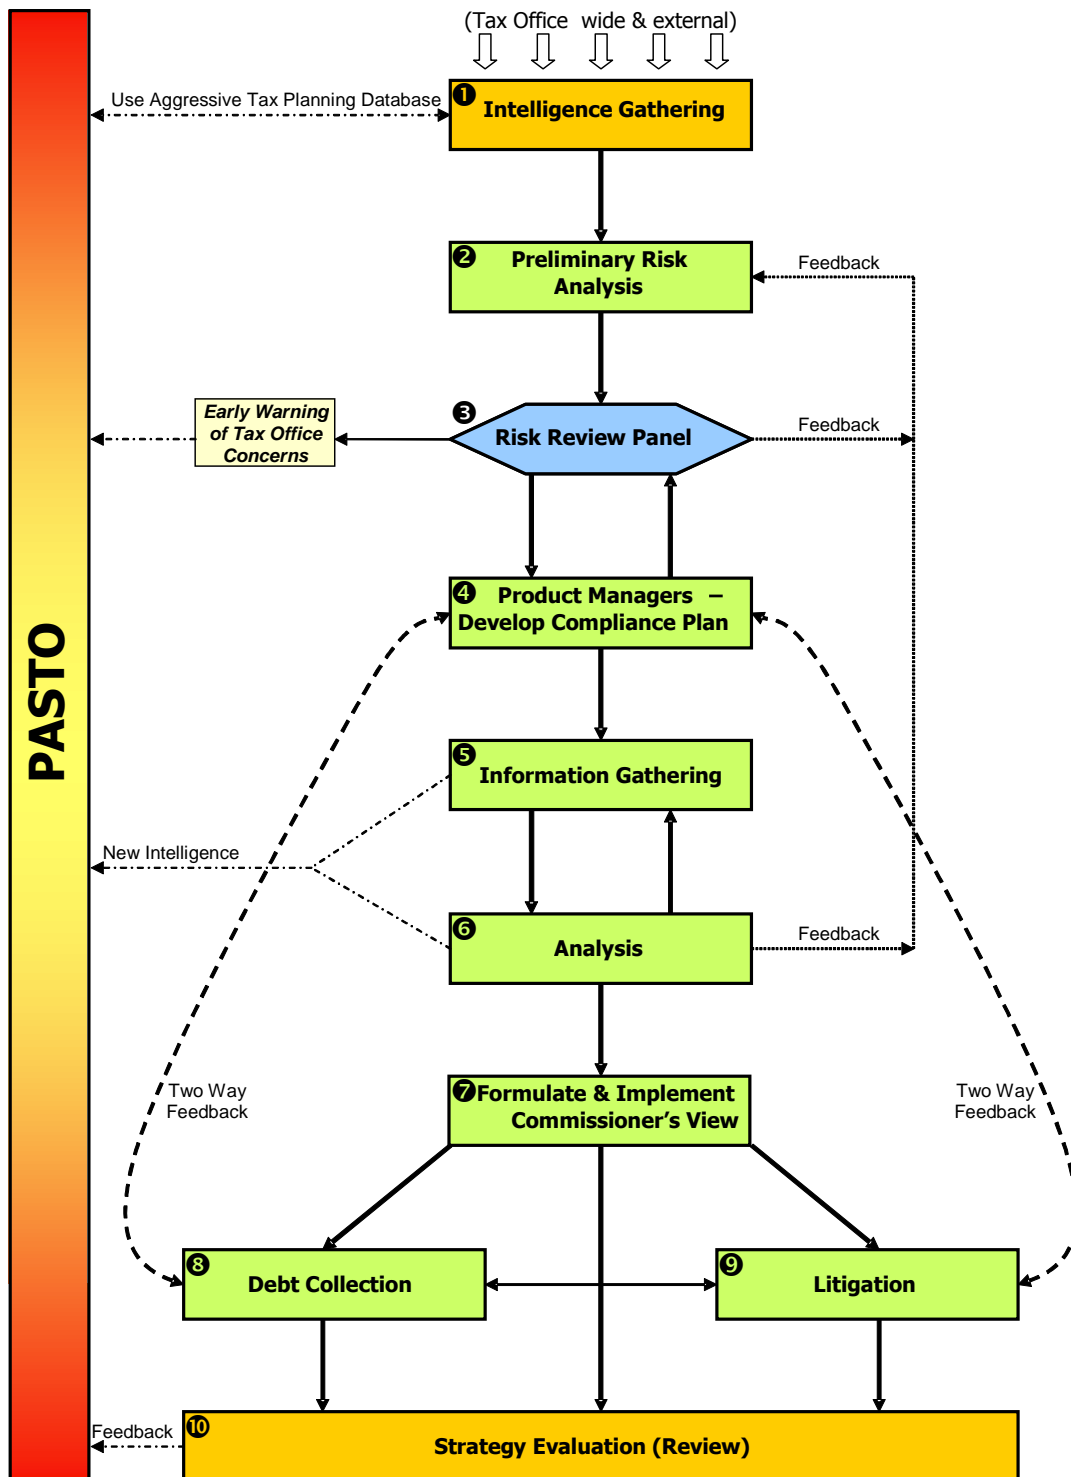 (Tax Office wide & external)
Use Aggressive Tax Planning Database
❶
Intelligence Gathering
❷
Preliminary Risk
Analysis
Feedback
Early Warning
of Tax Office
Concerns
❸
Risk Review Panel
Feedback
❹
Product Managers –
Develop Compliance Plan
PASTO
❺
Information Gathering
New Intelligence
❻
Analysis
Feedback
Two Way
Feedback
❼Formulate & Implement
Commissioner's View
Two Way
Feedback
❽
Debt Collection
❾
Litigation
Feedback
❿
Strategy Evaluation (Review)